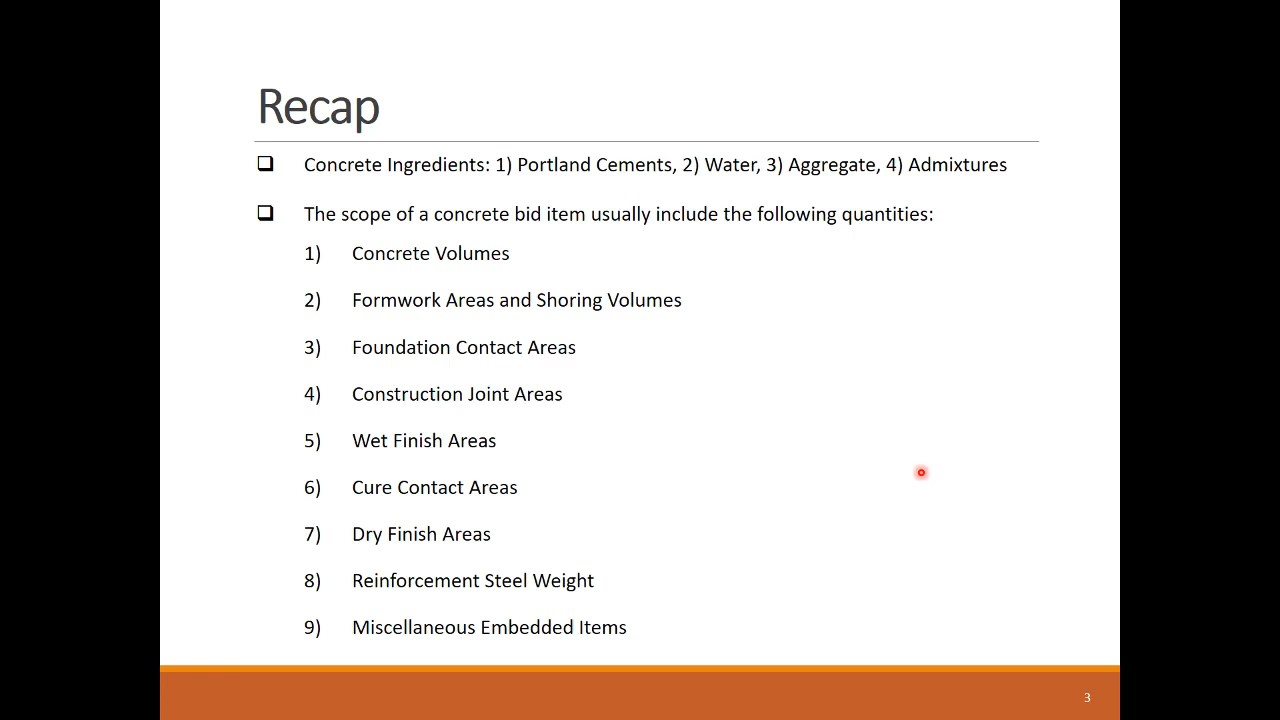 Recap
Concrete Ingredients: 1) Portland Cements, 2) Water, 3) Aggregate, 4) Admixtures
The scope of a concrete bid item usually include the following quantities:
1) Concrete Volumes
2) Formwork Areas and Shoring Volumes
3) Foundation Contact Areas
4) Construction Joint Areas
5) Wet Finish Areas
6) Cure Contact Areas
7) Dry Finish Areas
8) Reinforcement Steel Weight
9) Miscellaneous Embedded Items
3